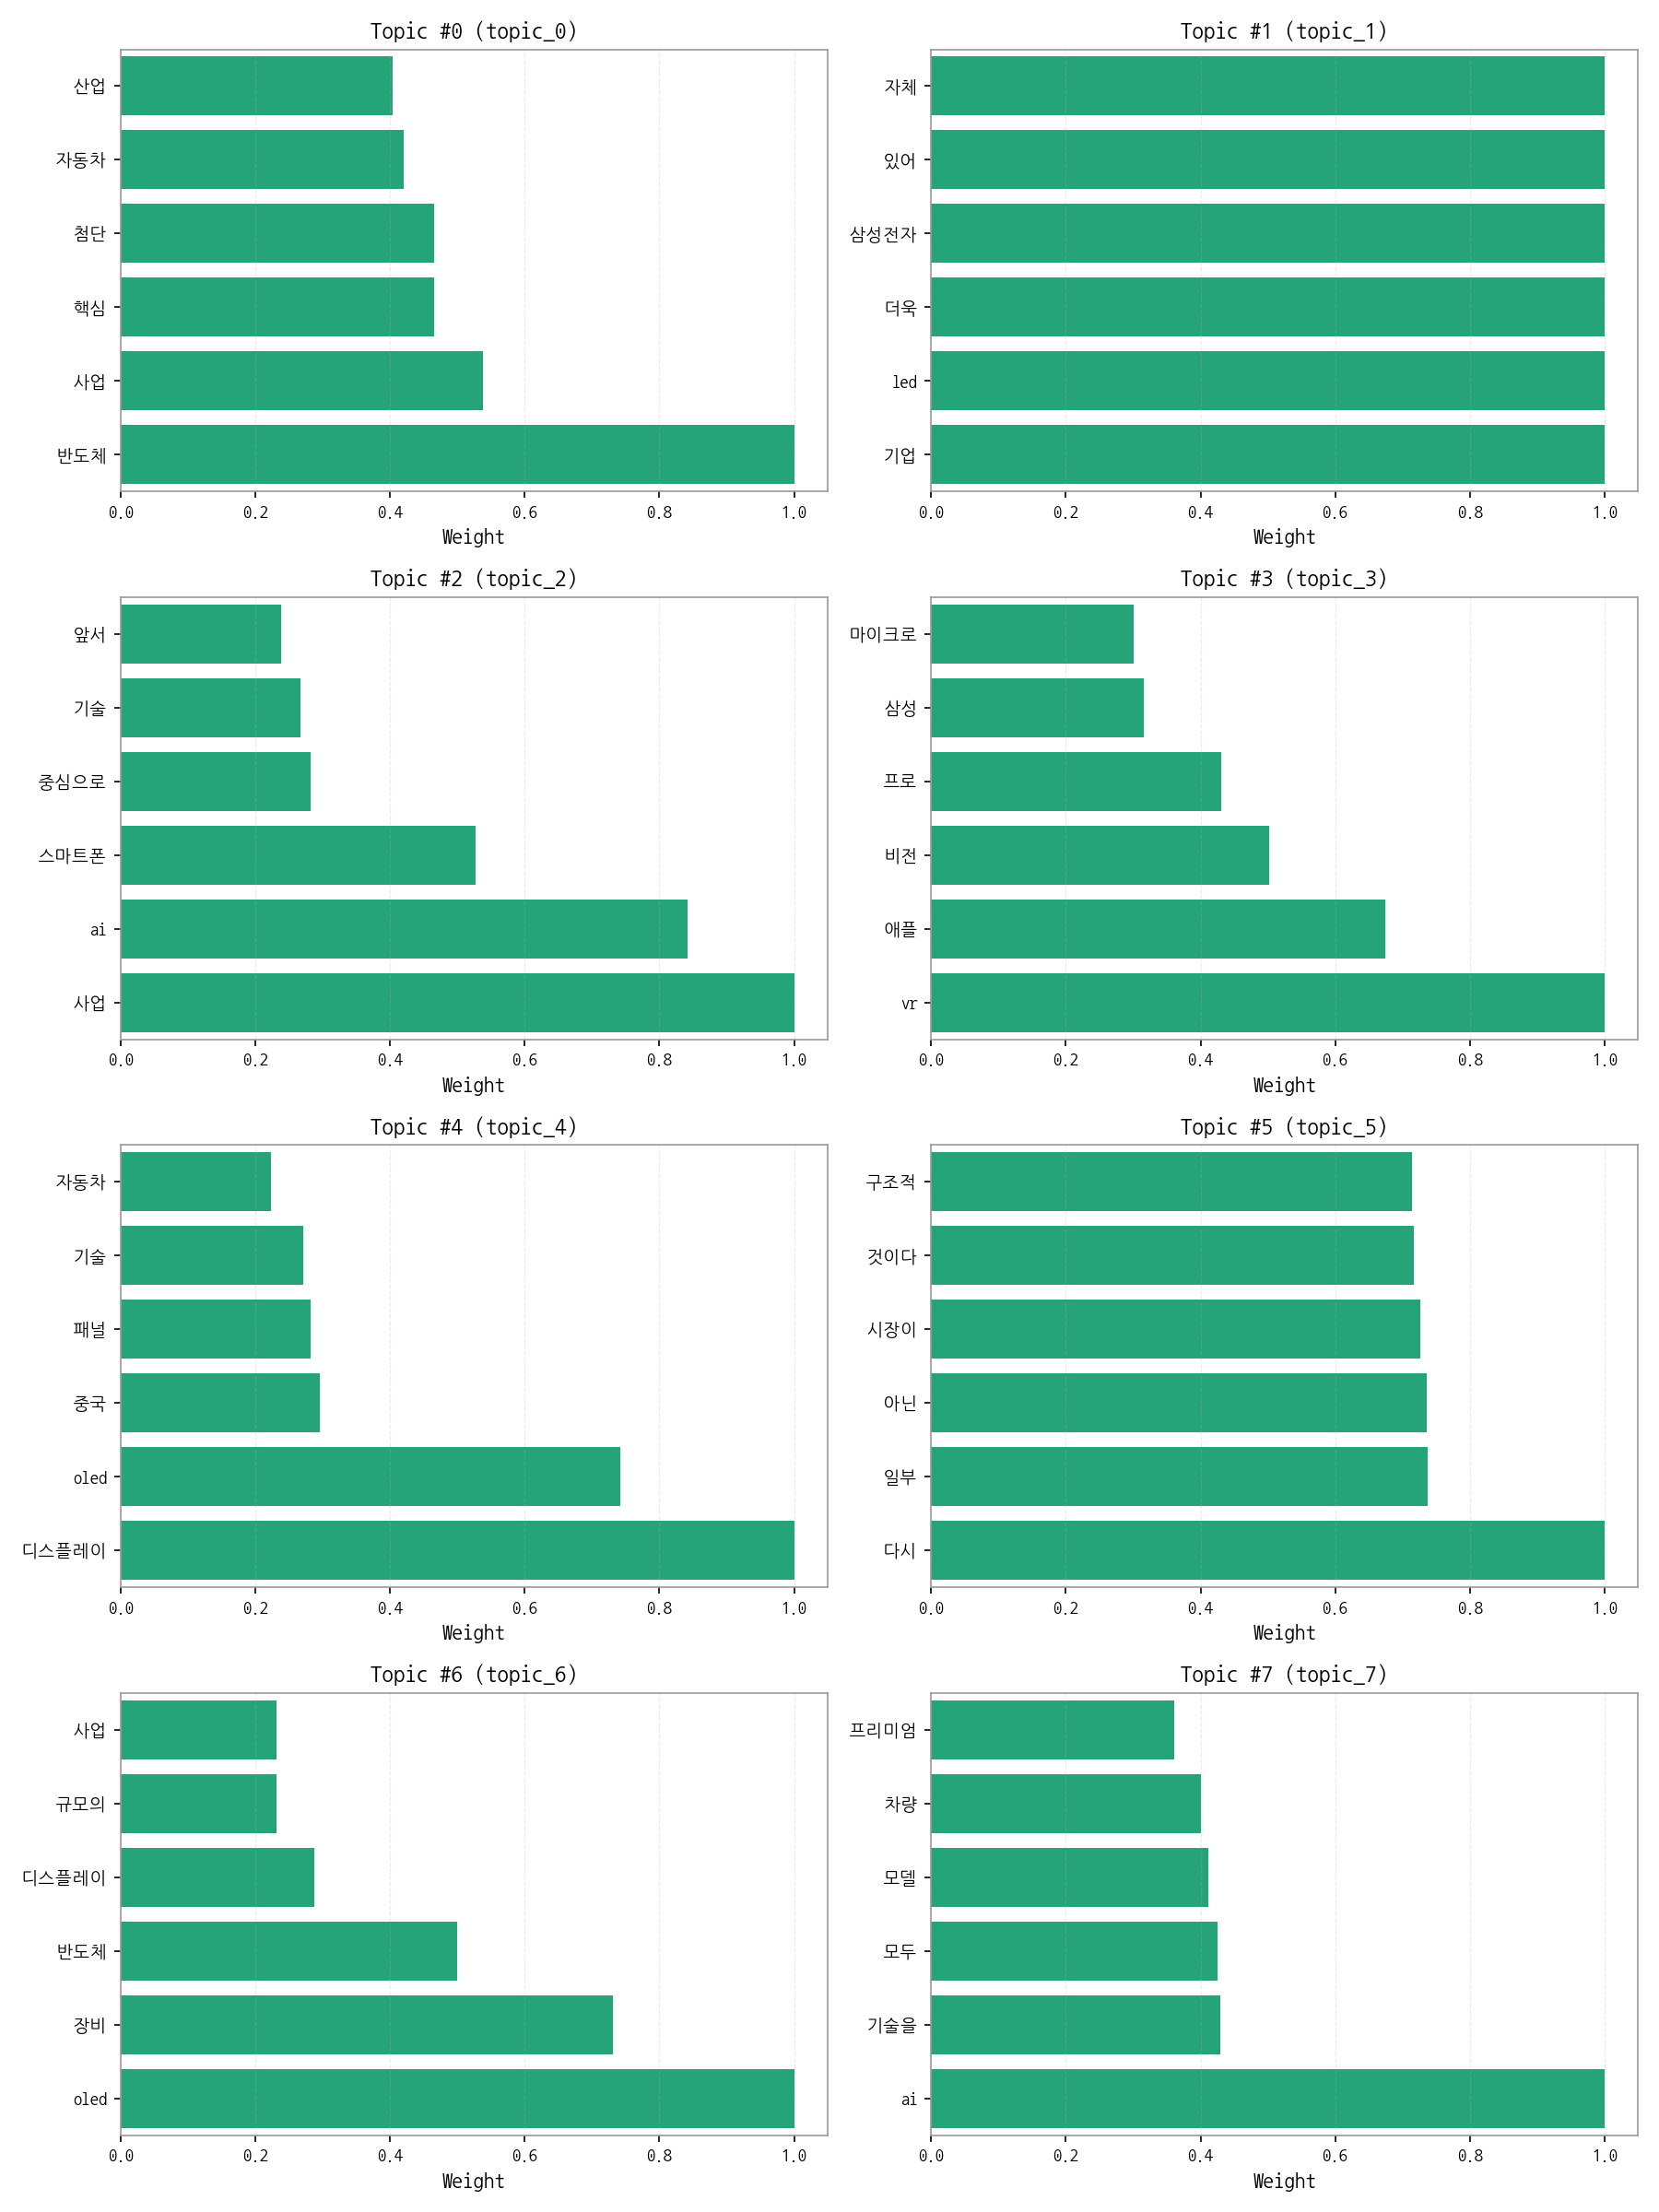 Topic #0 (topic_0)
산업
자동차
첨단
핵심
사업
반도체
0.0 0.2 0.4 0.6 0.8 1.0
Weight
Topic #1 (topic_1)
자체
있어
삼성전자
더욱
led
기업
0.0 0.2 0.4 0.6 0.8 1.0
Weight
Topic #2 (topic_2)
앞서
기술
중심으로
스마트폰
ai
사업
0.0 0.2 0.4 0.6 0.8 1.0
Weight
Topic #3 (topic_3)
마이크로
삼성
프로
비전
애플
vr
0.0 0.2 0.4 0.6 0.8 1.0
Weight
Topic #4 (topic_4)
자동차
기술
패널
중국
oled
디스플레이
0.0 0.2 0.4 0.6 0.8 1.0
Weight
Topic #5 (topic_5)
구조적
것이다
시장이
아닌
일부
다시
0.0 0.2 0.4 0.6 0.8 1.0
Weight
Topic #6 (topic_6)
사업
규모의
디스플레이
반도체
장비
oled
0.0 0.2 0.4 0.6 0.8 1.0
Weight
Topic #7 (topic_7)
프리미엄
차량
모델
모두
기술을
ai
0.0 0.2 0.4 0.6 0.8 1.0
Weight